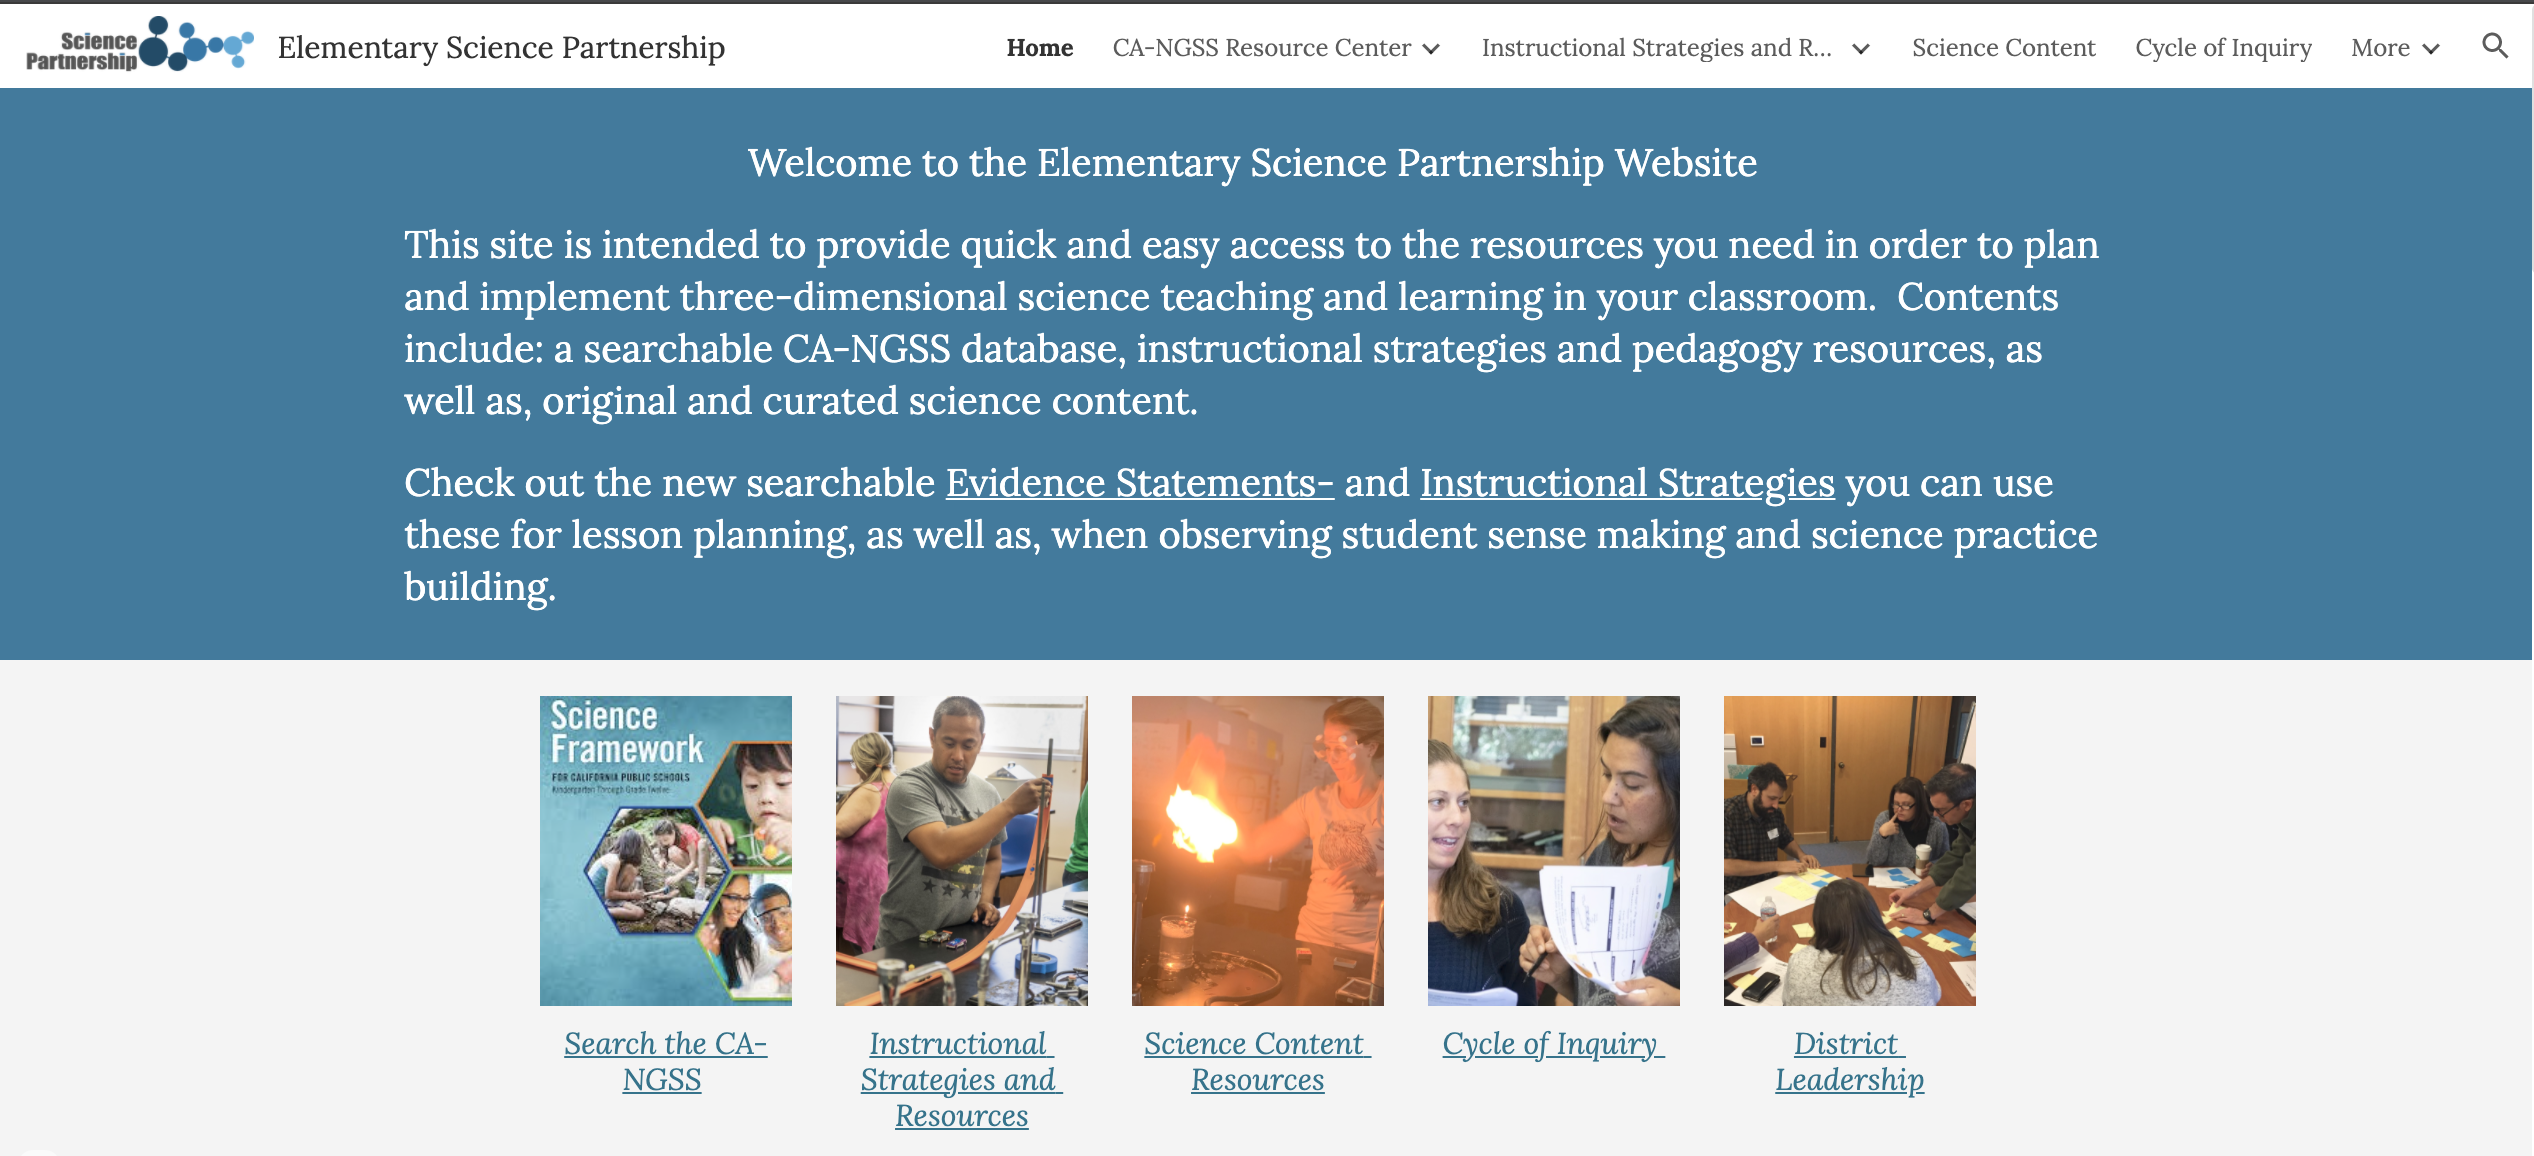 Science
Partnership
Elementary Science Partnership
Home
CA-NGSS Resource Center
Instructional Strategies and R...
Science Content
Cycle of Inquiry
More
Welcome to the Elementary Science Partnership Website
This site is intended to provide quick and easy access to the resources you need in order to plan
and implement three-dimensional science teaching and learning in your classroom.  Contents
include: a searchable CA-NGSS database, instructional strategies and pedagogy resources, as
well as, original and curated science content.
Check out the new searchable Evidence Statements- and Instructional Strategies you can use
these for lesson planning, as well as, when observing student sense making and science practice
building.
Science
Framework
FOR CALIFORNIA PUBLIC SCHOOLS
Kindergarten Through Grade Twelve
Search the CA-
NGSS
Instructional
Strategies and
Resources
Science Content
Resources
Cycle of Inquiry
District
Leadership